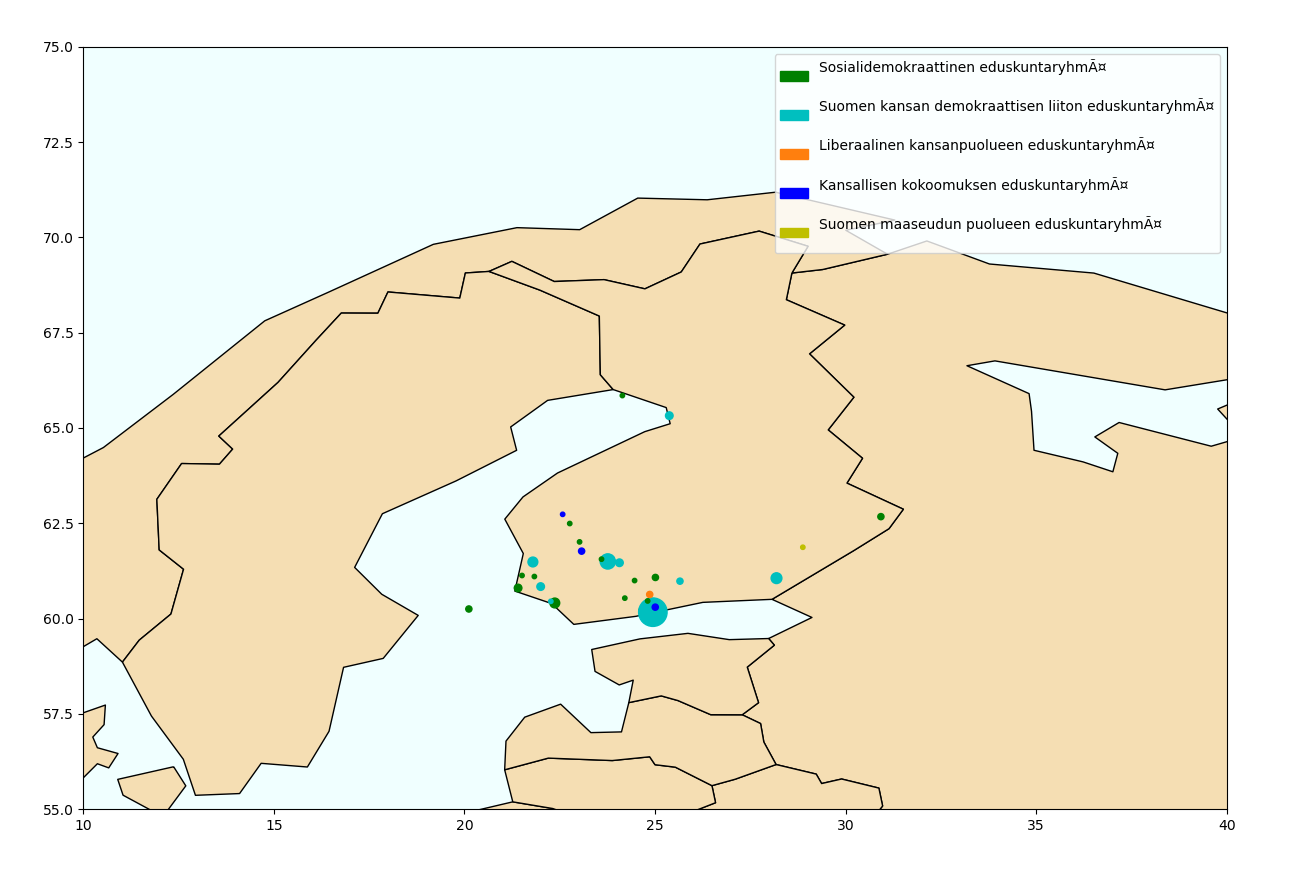 75.0
72.5
70.0
67.5
65.0
62.5
60.0
57.5
55.0
10 15 20 25 30 35 40
Sosialidemokraattinen eduskuntaryhmÃ¤
Suomen kansan demokraattisen liiton eduskuntaryhmÃ¤
Liberaalinen kansanpuolueen eduskuntaryhmÃ¤
Kansallisen kokoomuksen eduskuntaryhmÃ¤
Suomen maaseudun puolueen eduskuntaryhmÃ¤